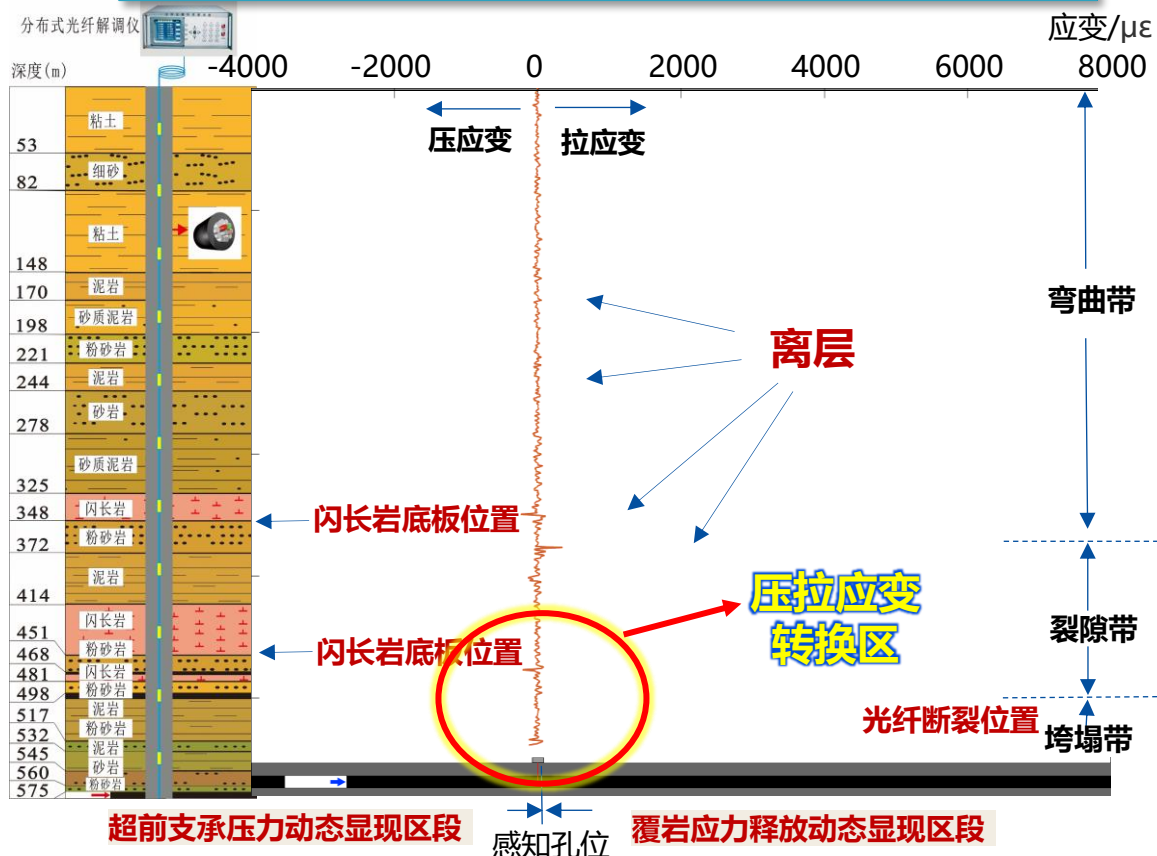 分布式光纤解调仪
应变/με
深度(m)
-4000 -2000 0 2000 4000 6000 8000
压应变 拉应变
粘土
53
细砂
82
粘土
148
泥岩
170
砂质泥岩
198
粉砂岩
221
泥岩
244
砂岩
278
砂质泥岩
325
闪长岩
348
粉砂岩
372
泥岩
414
闪长岩
451
粉砂岩
468
闪长岩
481
粉砂岩
498
泥岩
517
粉砂岩
532
泥岩
545
砂岩
560
粉砂岩
575
弯曲带
离层
闪长岩底板位置
压拉应变
转换区
裂隙带
闪长岩底板位置
光纤断裂位置
垮塌带
超前支承压力动态显现区段
感知孔位
覆岩应力释放动态显现区段